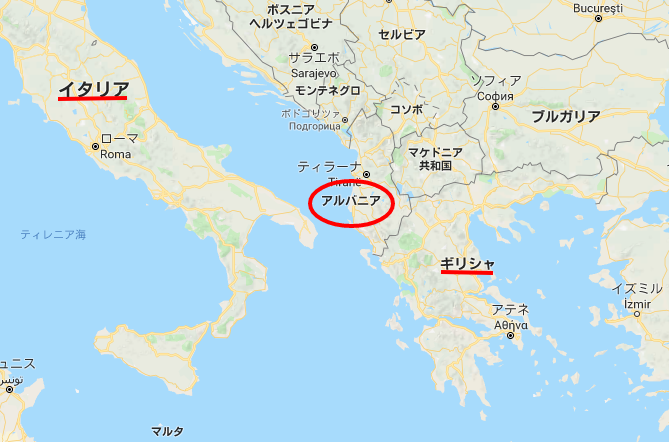 București
ボスニア
ヘルツェゴビナ
セルビア
サラエボ
Sarajevo
モンテネグロ
ソフィア
София
コソボ
ブルガリア
イタリア
ポドゴリツァ
Подгорица
ローマ
Roma
マケドニア
共和国
ティラーナ
Tiranë
アルバニア
ティレニア海
ギリシャ
イズミル
İzmir
アテネ
Αθήνα
ュニス
تونس
マルタ